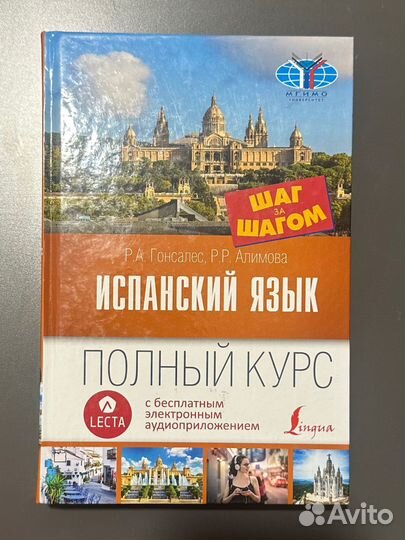 МГИМО
УНИВЕРСИТЕТ
ШАГ
ЗА
ШАГОМ
Р.А. Гонсалес, Р.Р. Алимова
ИСПАНСКИЙ ЯЗЫК
ПОЛНЫЙ КУРС
LECTA
с бесплатным
электронным
аудиоприложением
Lingua
Avito